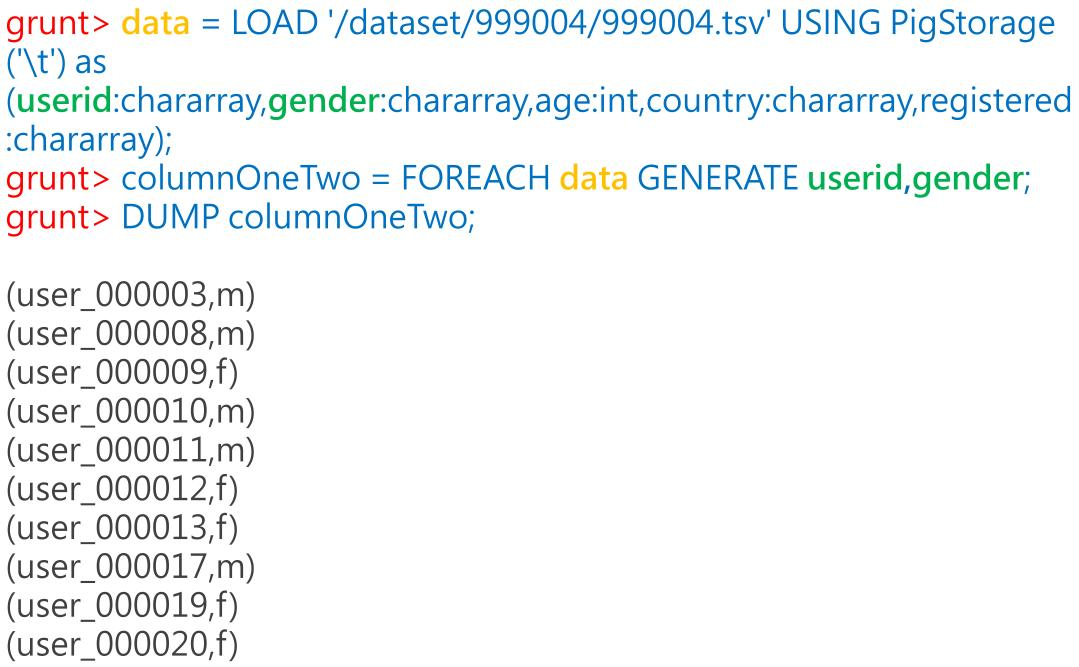 grunt> data = LOAD '/dataset/999004/999004.tsv' USING PigStorage
('\t') as
(userid:chararray,gender:chararray,age:int,country:chararray,registered
:chararray);
grunt> columnOneTwo = FOREACH data GENERATE userid,gender;
grunt> DUMP columnOneTwo;
(user_000003,m)
(user_000008,m)
(user_000009,f)
(user_000010,m)
(user_000011,m)
(user_000012,f)
(user_000013,f)
(user_000017,m)
(user_000019,f)
(user_000020,f)